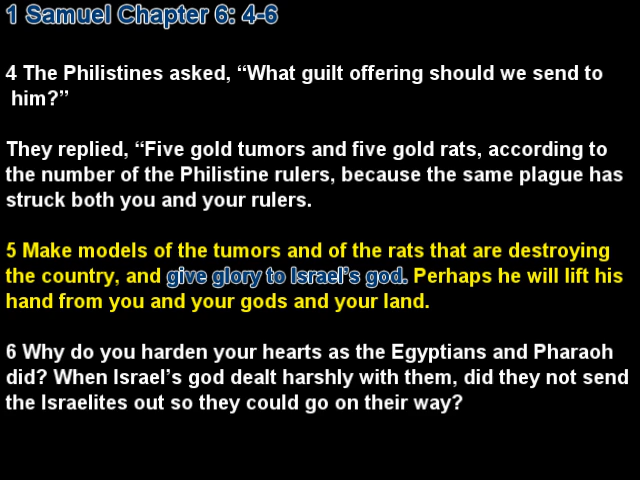 1 Samuel Chapter 6: 4-6
4 The Philistines asked, “What guilt offering should we send to
him?”
They replied, “Five gold tumors and five gold rats, according to
the number of the Philistine rulers, because the same plague has
struck both you and your rulers.
5 Make models of the tumors and of the rats that are destroying
the country, and give glory to Israel’s god. Perhaps he will lift his
hand from you and your gods and your land.
6 Why do you harden your hearts as the Egyptians and Pharaoh
did? When Israel’s god dealt harshly with them, did they not send
the Israelites out so they could go on their way?